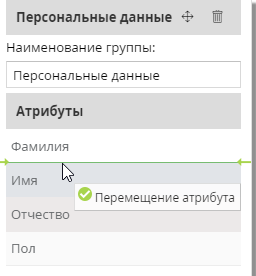 Персональные данные
Наименование группы:
Персональные данные
Атрибуты
Фамилия
Имя
Перемещение атрибута
Отчество
Пол